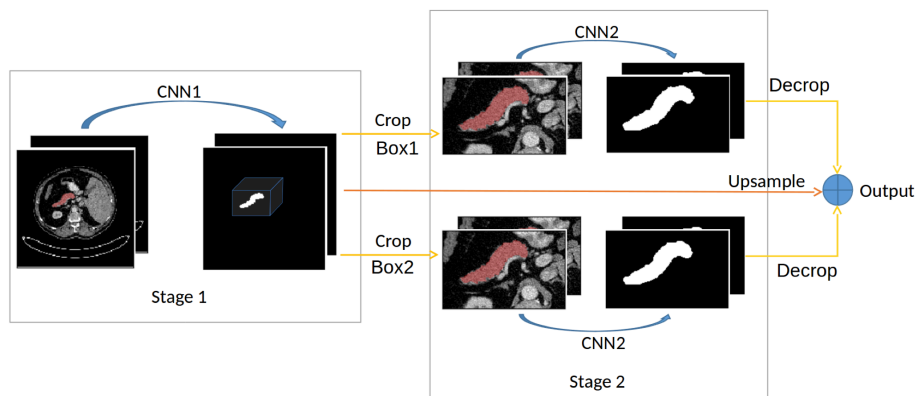 CNN1
Stage 1
Crop
Box1
Crop
Box2
CNN2
CNN2
Stage 2
Decrop
Upsample
Output
Decrop